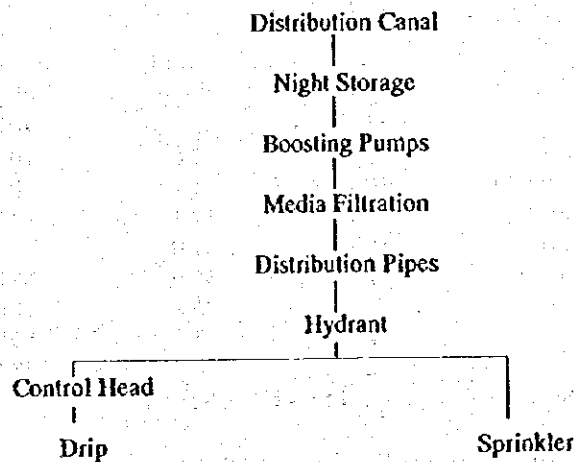 Distribution Canal
Night Storage
Boosting Pumps
Media Filtration
Distribution Pipes
Hydrant
Control Head
Drip
Sprinkler